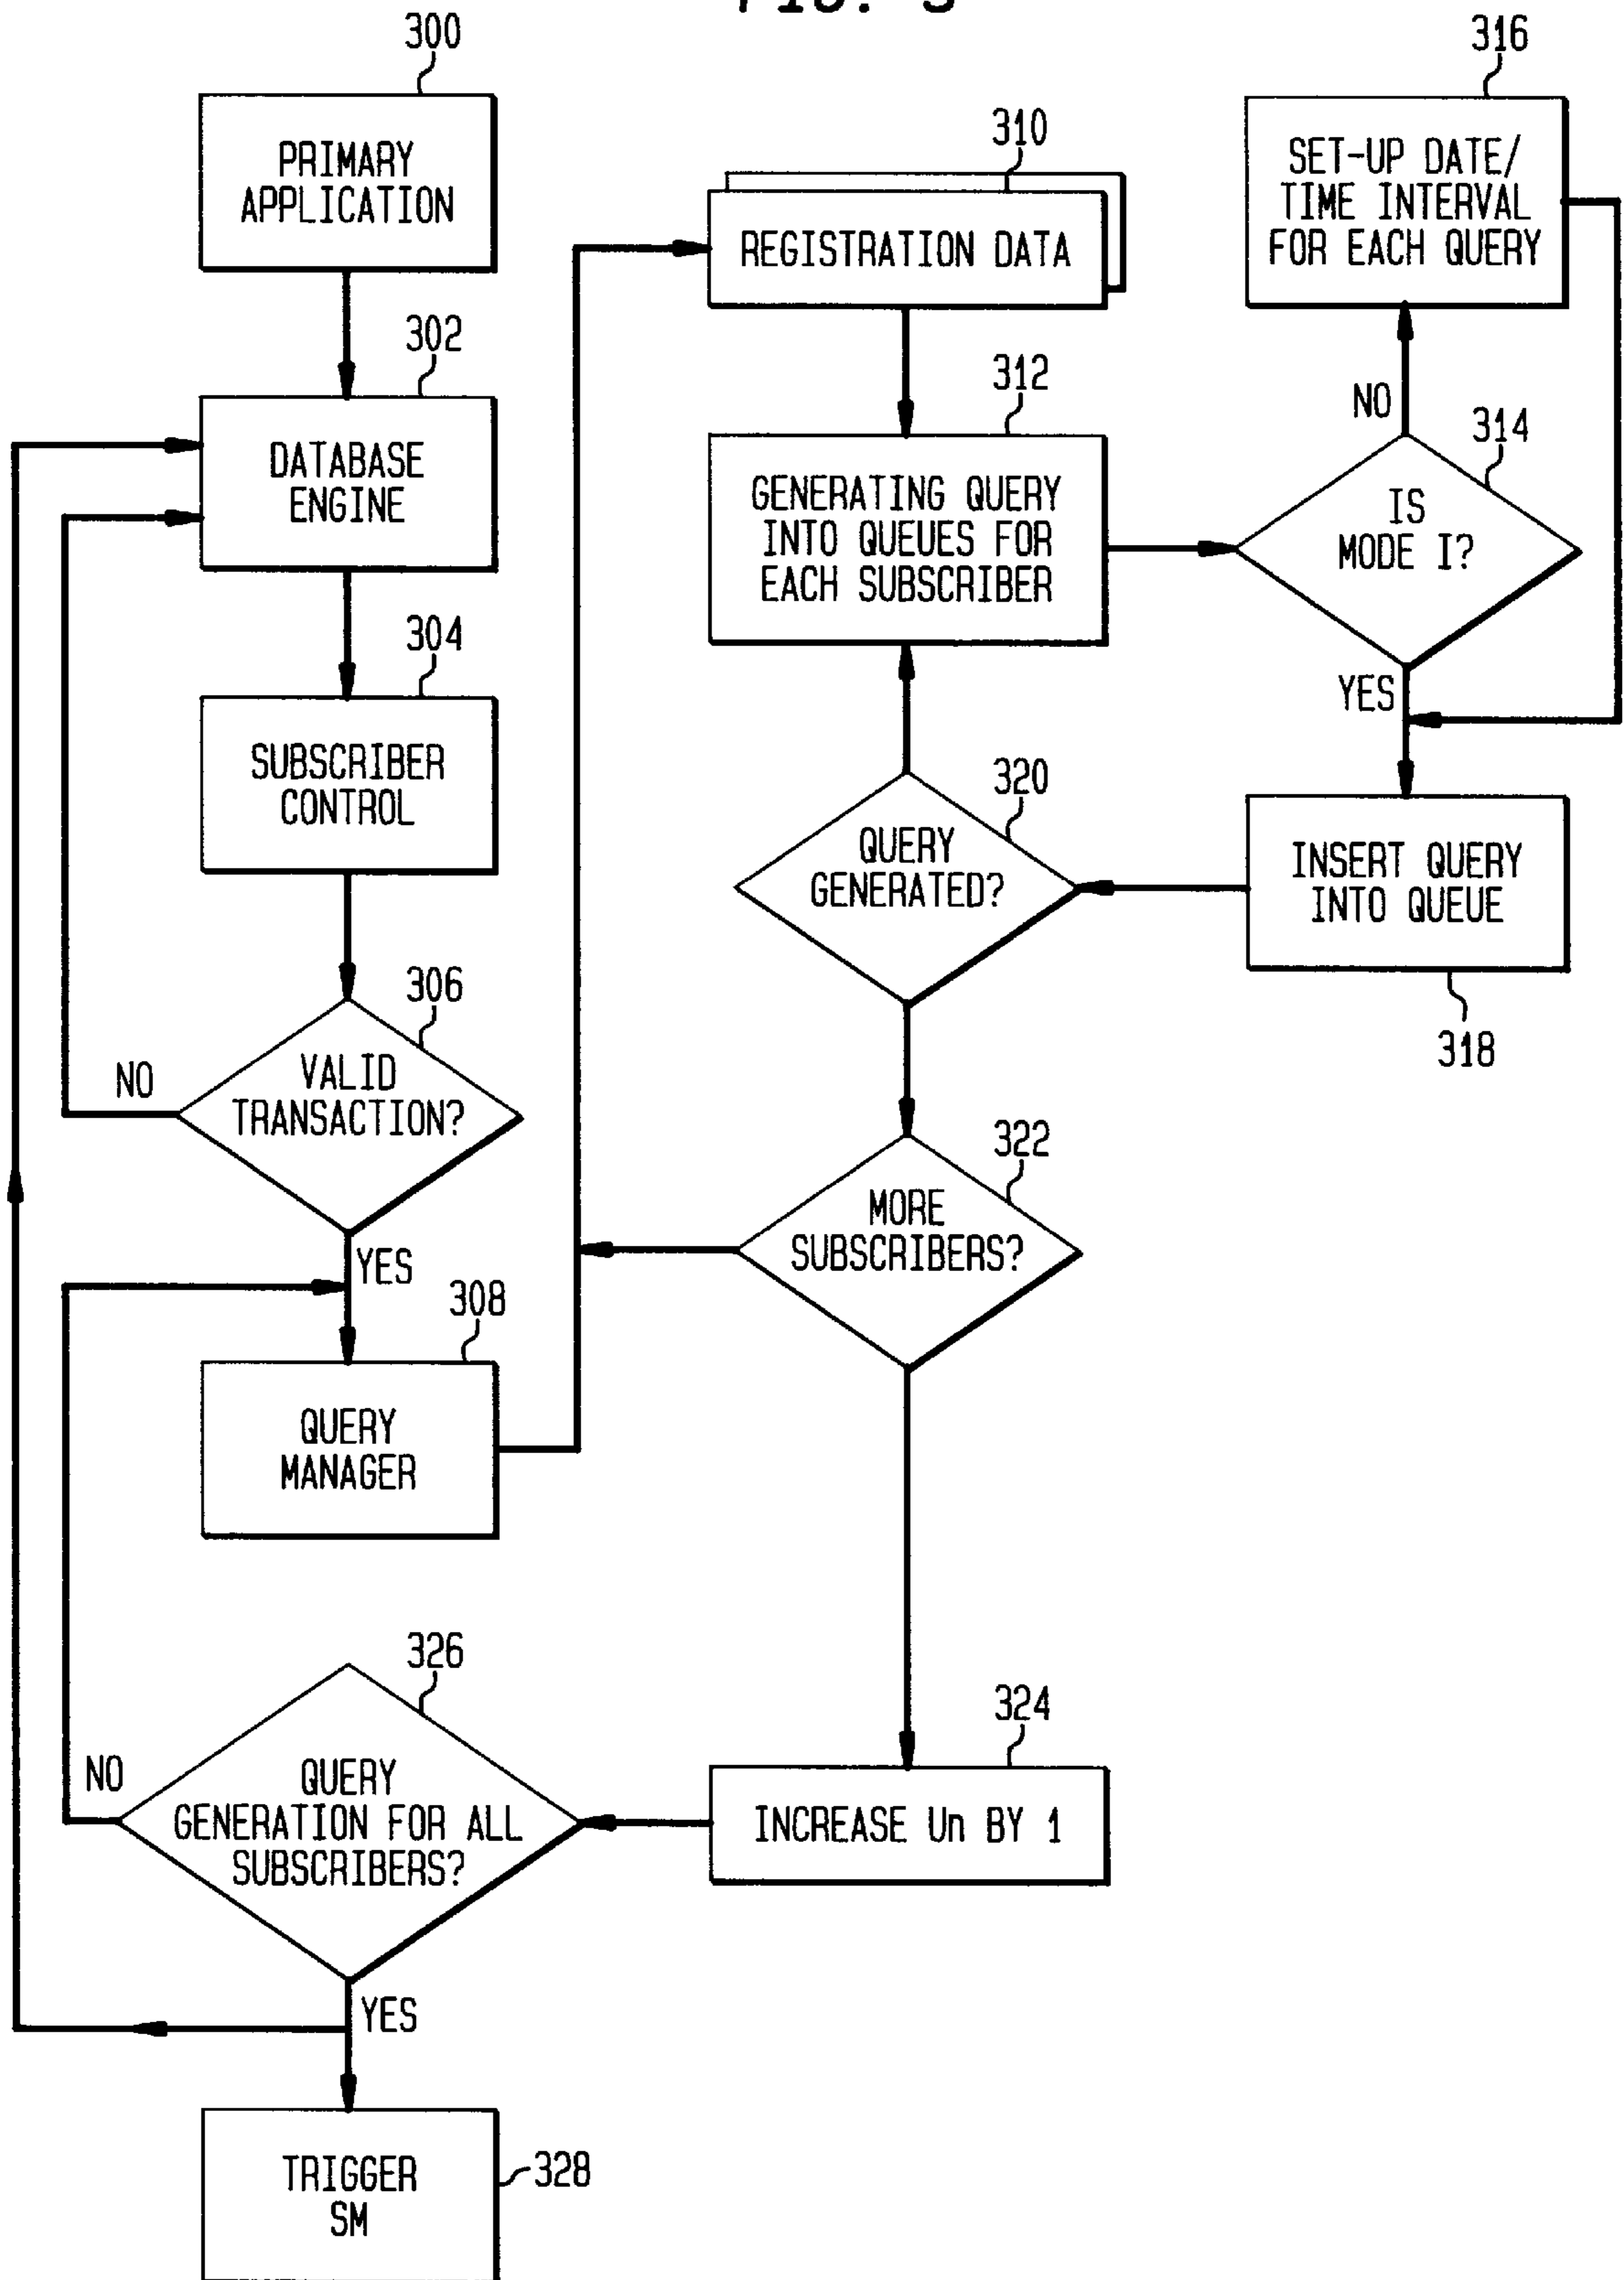 300
PRIMARY
APPLICATION
302
DATABASE
ENGINE
304
SUBSCRIBER
CONTROL
306
VALID
TRANSACTION?
NO
YES
308
QUERY
MANAGER
310
REGISTRATION DATA
312
GENERATING QUERY
INTO QUEUES FOR
EACH SUBSCRIBER
316
SET-UP DATE/
TIME INTERVAL
FOR EACH QUERY
NO
314
IS
MODE I?
YES
INSERT QUERY
INTO QUEUE
318
320
QUERY
GENERATED?
322
MORE
SUBSCRIBERS?
324
INCREASE Un BY 1
326
QUERY
GENERATION FOR ALL
SUBSCRIBERS?
NO
YES
TRIGGER
SM
328